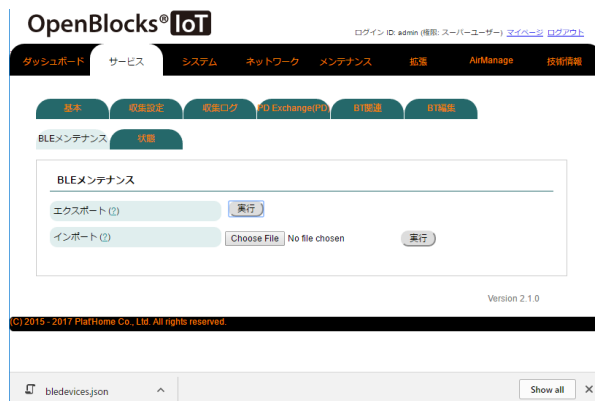 OpenBlocks® IoT
ログイン ID: admin (権限: スーパーユーザー) マイページ ログアウト
ダッシュボード サービス システム ネットワーク メンテナンス 拡張 AirManage 技術情報
基本 収集設定 収集ログ PD Exchange(PD) BT関連 BT編集
BLEメンテナンス 状態
BLEメンテナンス
エクスポート (?) 実行
インポート (?) Choose File No file chosen 実行
Version 2.1.0
(C) 2015 - 2017 Plat'Home Co., Ltd. All rights reserved.
bledevices.json Show all